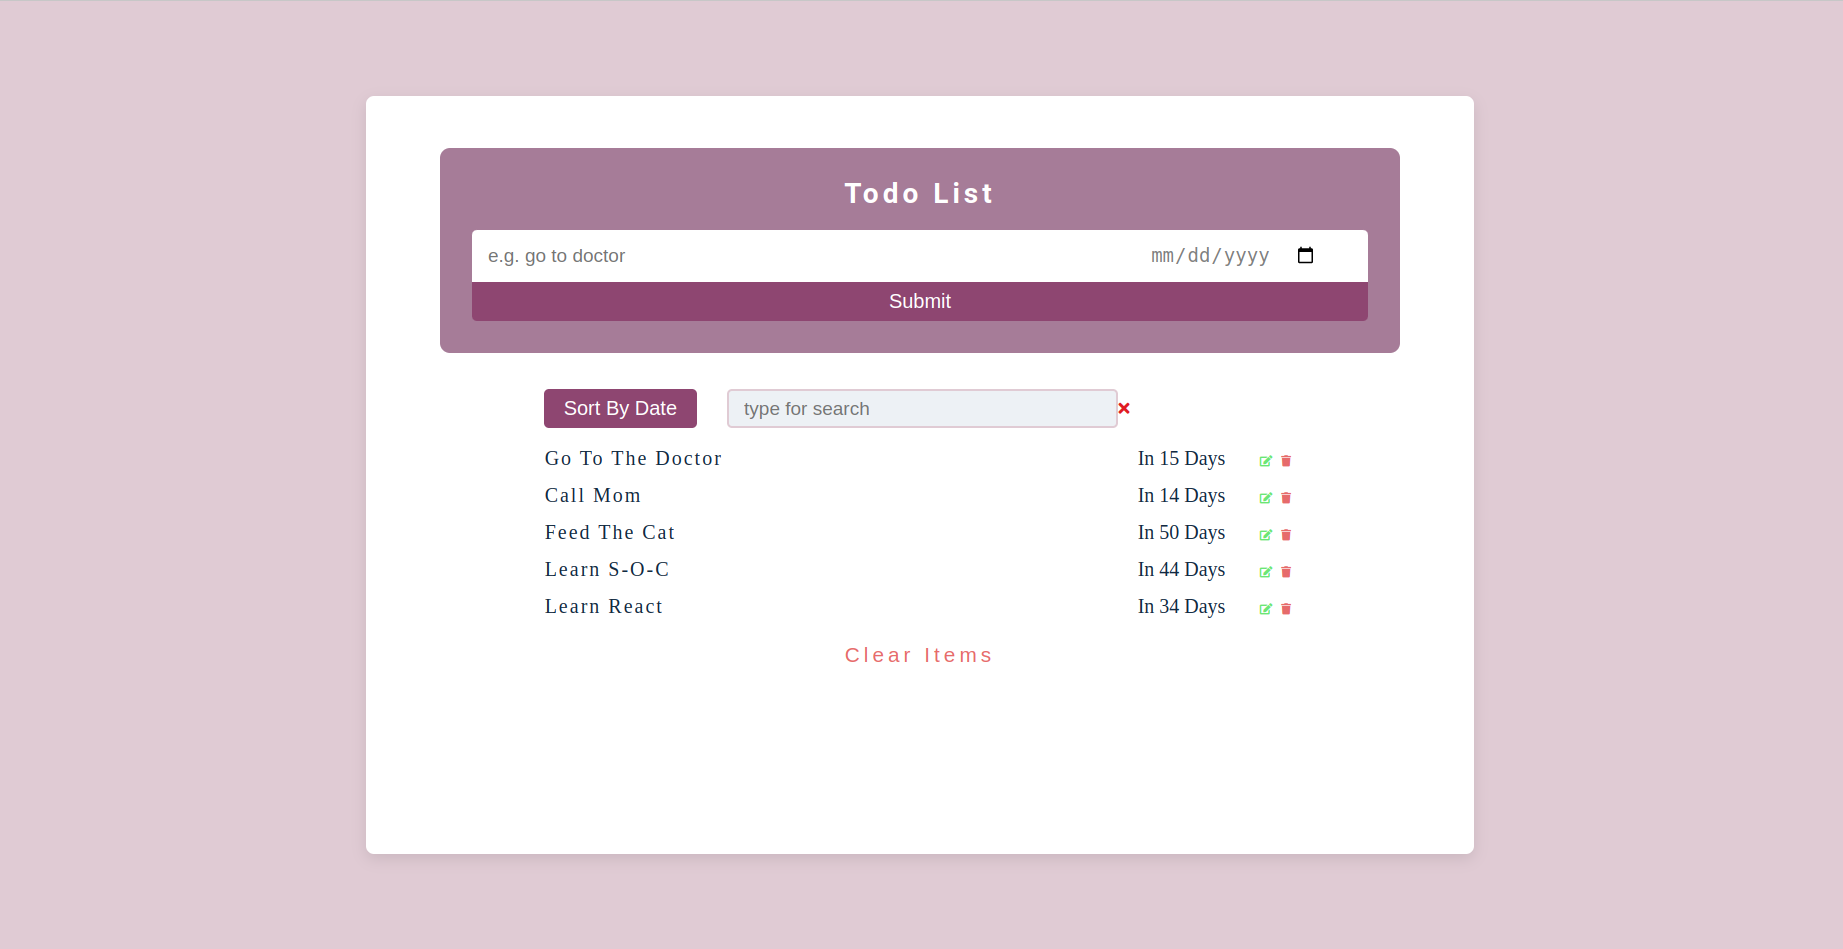 Todo List
e.g. go to doctor mm/dd/yyyy
Submit
Sort By Date type for search
Go To The Doctor In 15 Days
Call Mom In 14 Days
Feed The Cat In 50 Days
Learn S-O-C In 44 Days
Learn React In 34 Days
Clear Items